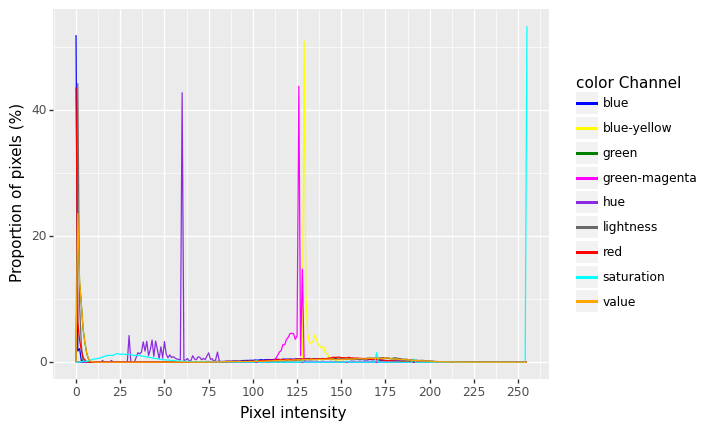 color Channel
blue
blue-yellow
green
green-magenta
hue
lightness
red
saturation
value
Proportion of pixels (%)
40
20
0
0 25 50 75 100 125 150 175 200 225 250
Pixel intensity